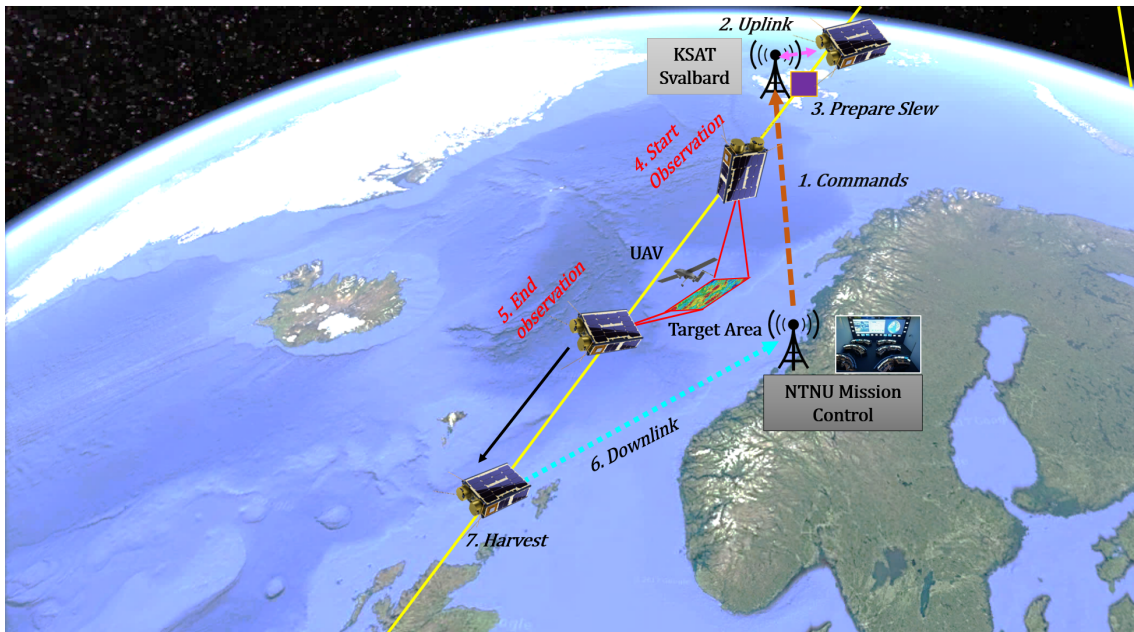 2. Uplink
KSAT
Svalbard
3. Prepare Slew
4. Start
Observation
1. Commands
UAV
5. End
observation
Target Area
NTNU Mission
Control
6. Downlink
7. Harvest